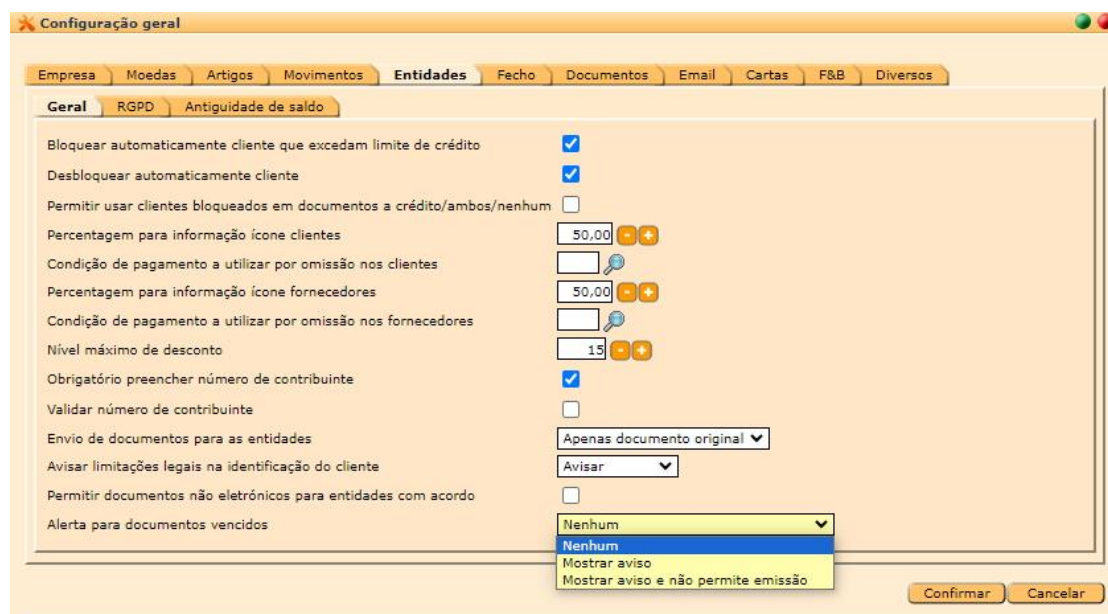 Configuração geral
Empresa Moedas Artigos Movimentos Entidades Fecho Documentos Email Cartas F&B Diversos
Geral RGPD Antiguidade de saldo
Bloquear automaticamente cliente que excedam limite de crédito
Desbloquear automaticamente cliente
Permitir usar clientes bloqueados em documentos a crédito/ambos/nenhum
Percentagem para informação ícone clientes 50,00 - +
Condição de pagamento a utilizar por omissão nos clientes
Percentagem para informação ícone fornecedores 50,00 - +
Condição de pagamento a utilizar por omissão nos fornecedores
Nível máximo de desconto 15 - +
Obrigatório preencher número de contribuinte
Validar número de contribuinte
Envio de documentos para as entidades Apenas documento original
Avisar limitações legais na identificação do cliente Avisar
Permitir documentos não eletrónicos para entidades com acordo
Alerta para documentos vencidos Nenhum
Nenhum
Mostrar aviso
Mostrar aviso e não permite emissão
Confirmar Cancelar